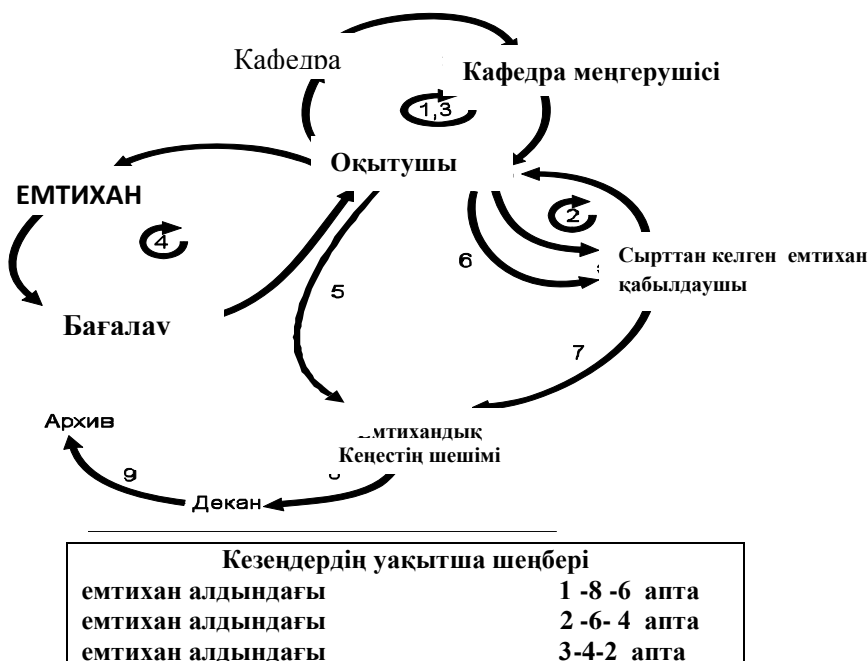 Кафедра
Кафедра меңгерушісі
1,3
Оқытушы
ЕМТИХАН
2
4
6
Сырттан келген емтихан
қабылдаушы
5
Бағалау
7
Архив
Кеңестің шешімі
9
Декан
Кезеңдердің уақытша шеңбері
емтихан алдындағы 1 -8 -6 апта
емтихан алдындағы 2 -6- 4 апта
емтихан алдындағы 3-4-2 апта